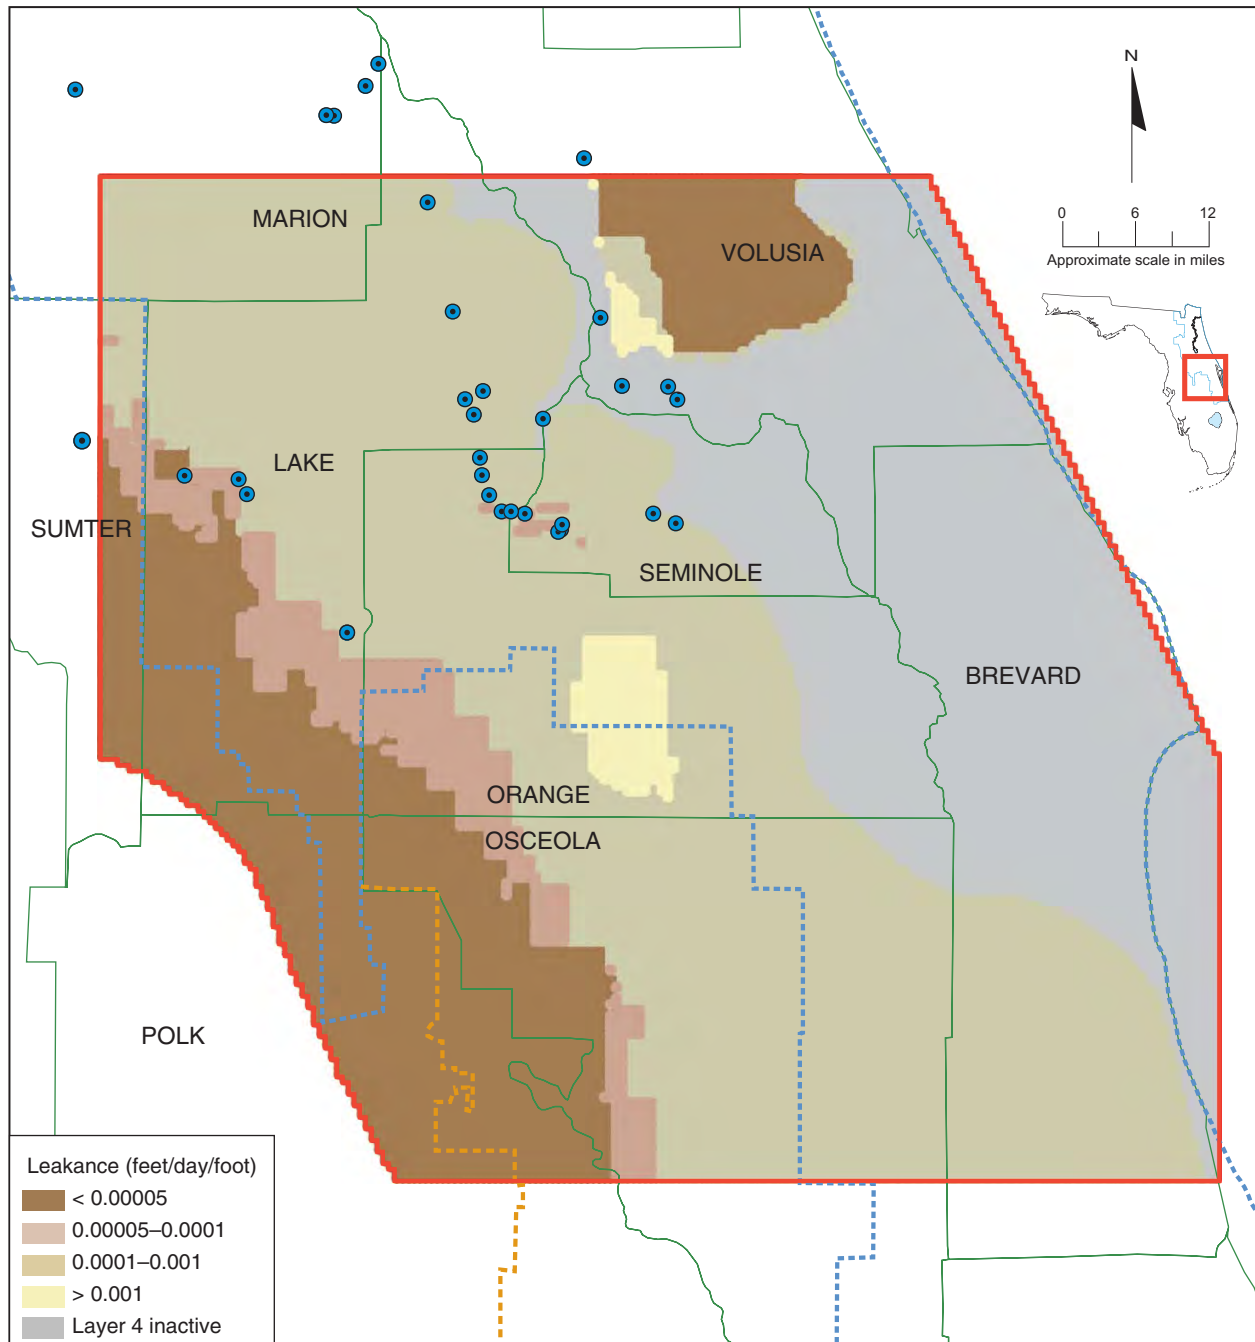 N
0 6 12
Approximate scale in miles
MARION
VOLUSIA
LAKE
SUMTER
SEMINOLE
BREVARD
ORANGE
OSCEOLA
POLK
Leakance (feet/day/foot)
< 0.00005
0.00005–0.0001
0.0001–0.001
> 0.001
Layer 4 inactive